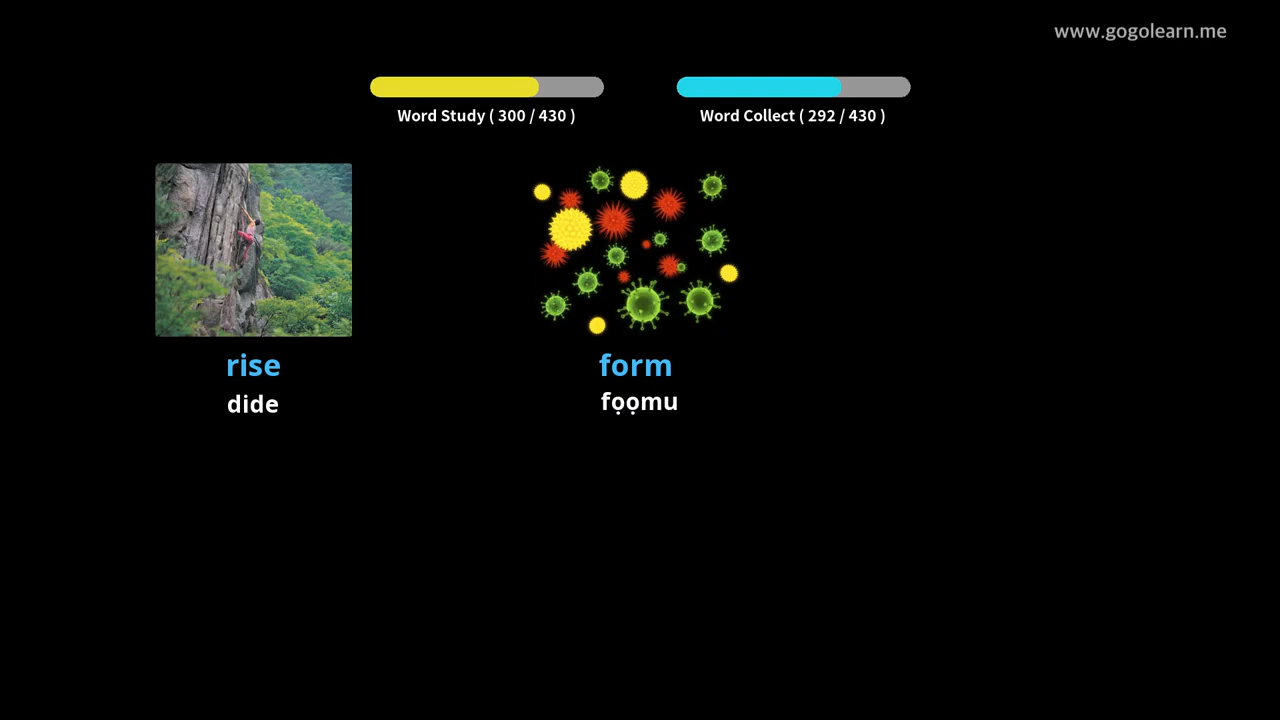 www.gogolearn.me
Word Study ( 300 / 430 )
Word Collect ( 292 / 430 )
rise
dide
form
fọọmu